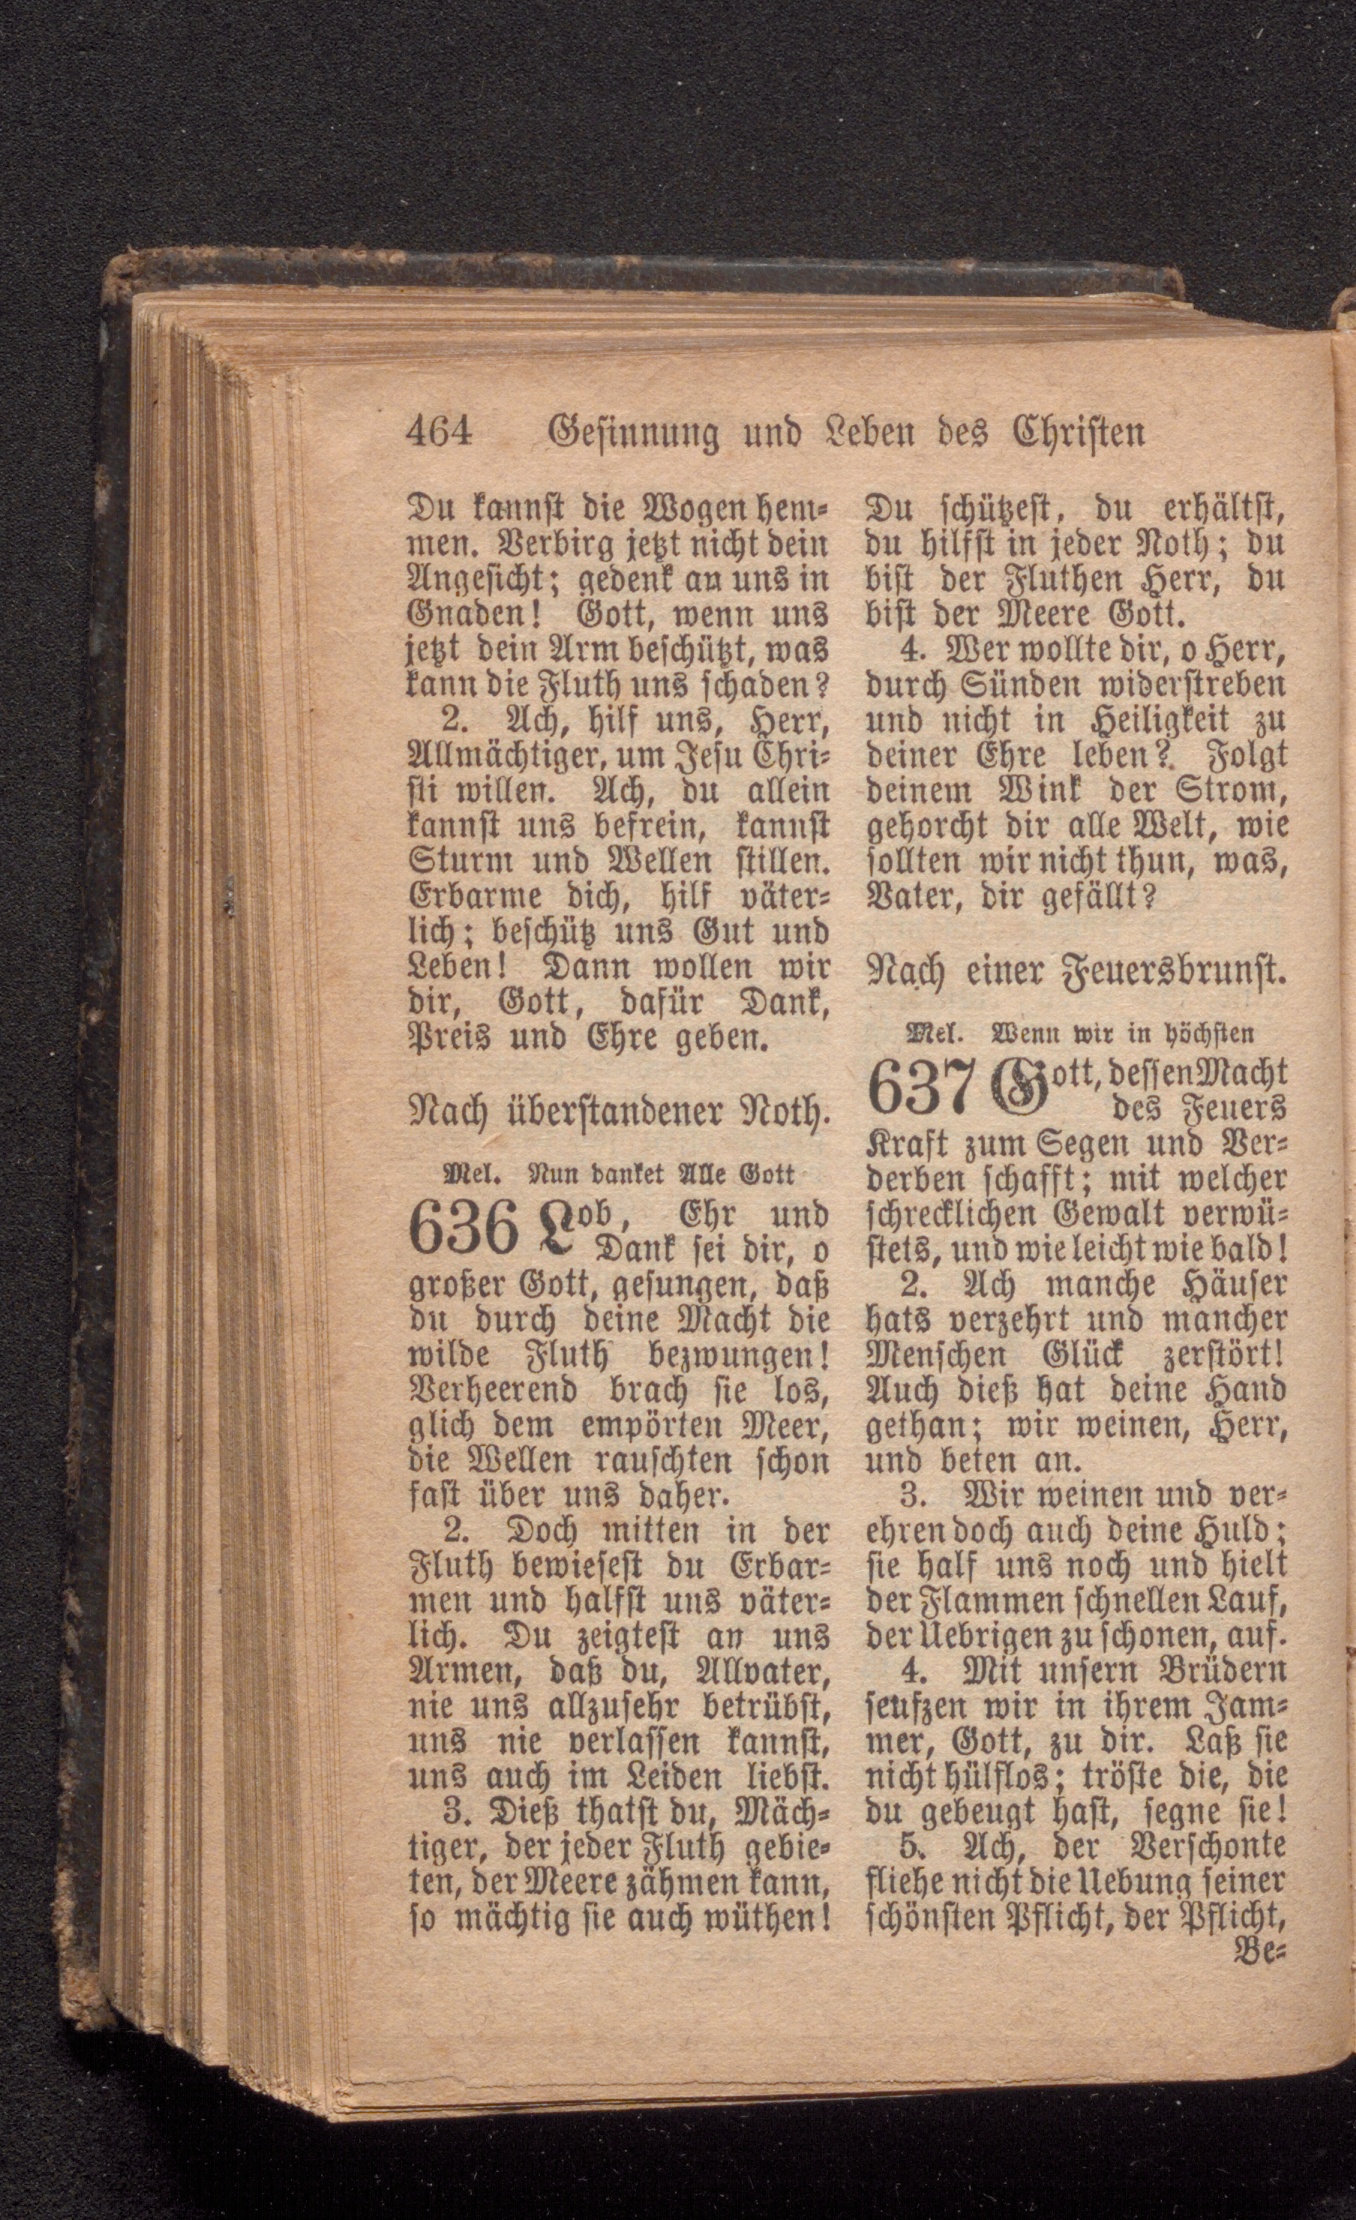 464 Gesinnung und Leben des Christen
Du kannst die Wogen hem-
men. Verbirg jetzt nicht dein
Angesicht; gedenk an uns in
Gnaden! Gott, wenn uns
jetzt dein Arm beschützt, was
kann die Fluth uns schaden?
2. Ach, hilf uns, Herr,
Allmächtiger, um Jesu Chri-
sti willen. Ach, du allein
kannst uns befrein, kannst
Sturm und Wellen stillen.
Erbarme dich, hilf väter-
lich; beschütz uns Gut und
Leben! Dann wollen wir
dir, Gott, dafür Dank,
Preis und Ehre geben.
Nach überstandener Noth.
Mel. Nun danket Alle Gott
636 Lob, Ehr und
Dank sei dir, o
großer Gott, gesungen, daß
du durch deine Macht die
wilde Fluth bezwungen!
Verheerend brach sie los,
glich dem empörten Meer,
die Wellen rauschten schon
fast über uns daher.
2. Doch mitten in der
Fluth bewiesest du Erbar-
men und halfst uns väter-
lich. Du zeigtest an uns
Armen, daß du, Allvater,
nie uns allzusehr betrübst,
uns nie verlassen kannst,
uns auch im Leiden liebst.
3. Dieß thatst du, Mäch-
tiger, der jeder Fluth gebie-
ten, der Meere zähmen kann,
so mächtig sie auch wüthen!
Du schützest, du erhältst,
du hilfst in jeder Noth; du
bist der Fluthen Herr, du
bist der Meere Gott.
4. Wer wollte dir, o Herr,
durch Sünden widerstreben
und nicht in Heiligkeit zu
deiner Ehre leben? Folgt
deinem Wink der Strom,
gehorcht dir alle Welt, wie
sollten wir nicht thun, was,
Vater, dir gefällt?
Nach einer Feuersbrunst.
Mel. Wenn wir in höchsten
637 Gott, dessen Macht
des Feuers
Kraft zum Segen und Ver-
derben schafft; mit welcher
schrecklichen Gewalt verwü-
stets, und wie leicht wie bald!
2. Ach manche Häuser
hats verzehrt und mancher
Menschen Glück zerstört!
Auch dieß hat deine Hand
gethan; wir weinen, Herr,
und beten an.
3. Wir weinen und ver-
ehren doch auch deine Huld;
sie half uns noch und hielt
der Flammen schnellen Lauf,
der Uebrigen zu schonen, auf.
4. Mit unsern Brüdern
seufzen wir in ihrem Jam-
mer, Gott, zu dir. Laß sie
nicht hülflos; tröste die, die
du gebeugt hast, segne sie!
5. Ach, der Verschonte
fliehe nicht die Uebung seiner
schönsten Pflicht, der Pflicht,
Be-